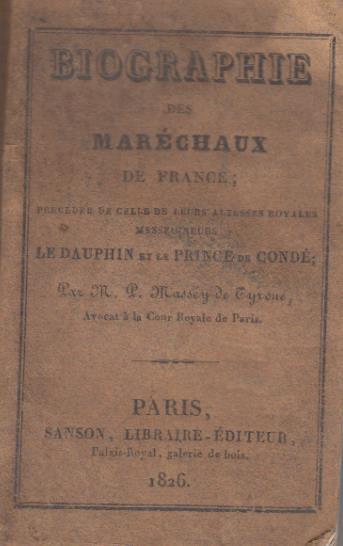 BIOGRAPHIE
DES
MARÉCHAUX
DE FRANCE;
PRÉCÉDÉE DE CELLE DE LEURS ALTESSES ROYALES
MESSEIGNEURS
LE DAUPHIN ET LE PRINCE DE CONDÉ;
Par M. P. Massey de Tyrone,
Avocat à la Cour Royale de Paris.
PARIS,
SANSON, LIBRAIRE-ÉDITEUR,
Palais-Royal, galerie de bois.
1826.